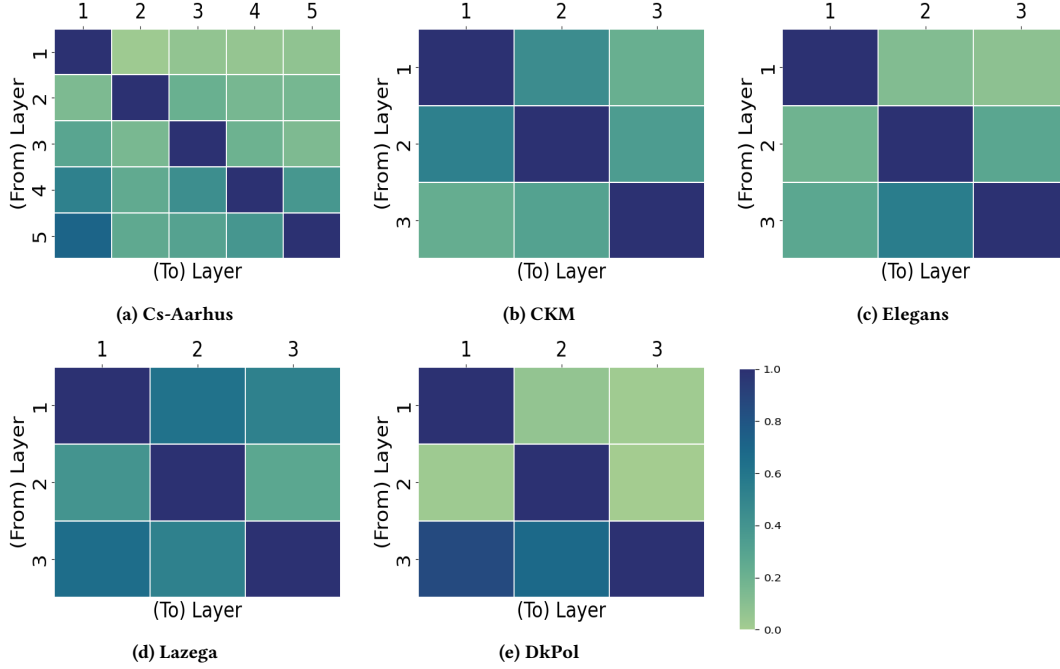 1 2 3 4 5
(From) Layer
1
2
3
4
5
(To) Layer
(a) Cs-Aarhus
1 2 3
(From) Layer
1
2
3
(To) Layer
(b) CKM
1 2 3
(From) Layer
1
2
3
(To) Layer
(c) Elegans
1 2 3
(From) Layer
1
2
3
(To) Layer
(d) Lazega
1 2 3
(From) Layer
1
2
3
(To) Layer
(e) DkPol
1.0
0.8
0.6
0.4
0.2
0.0